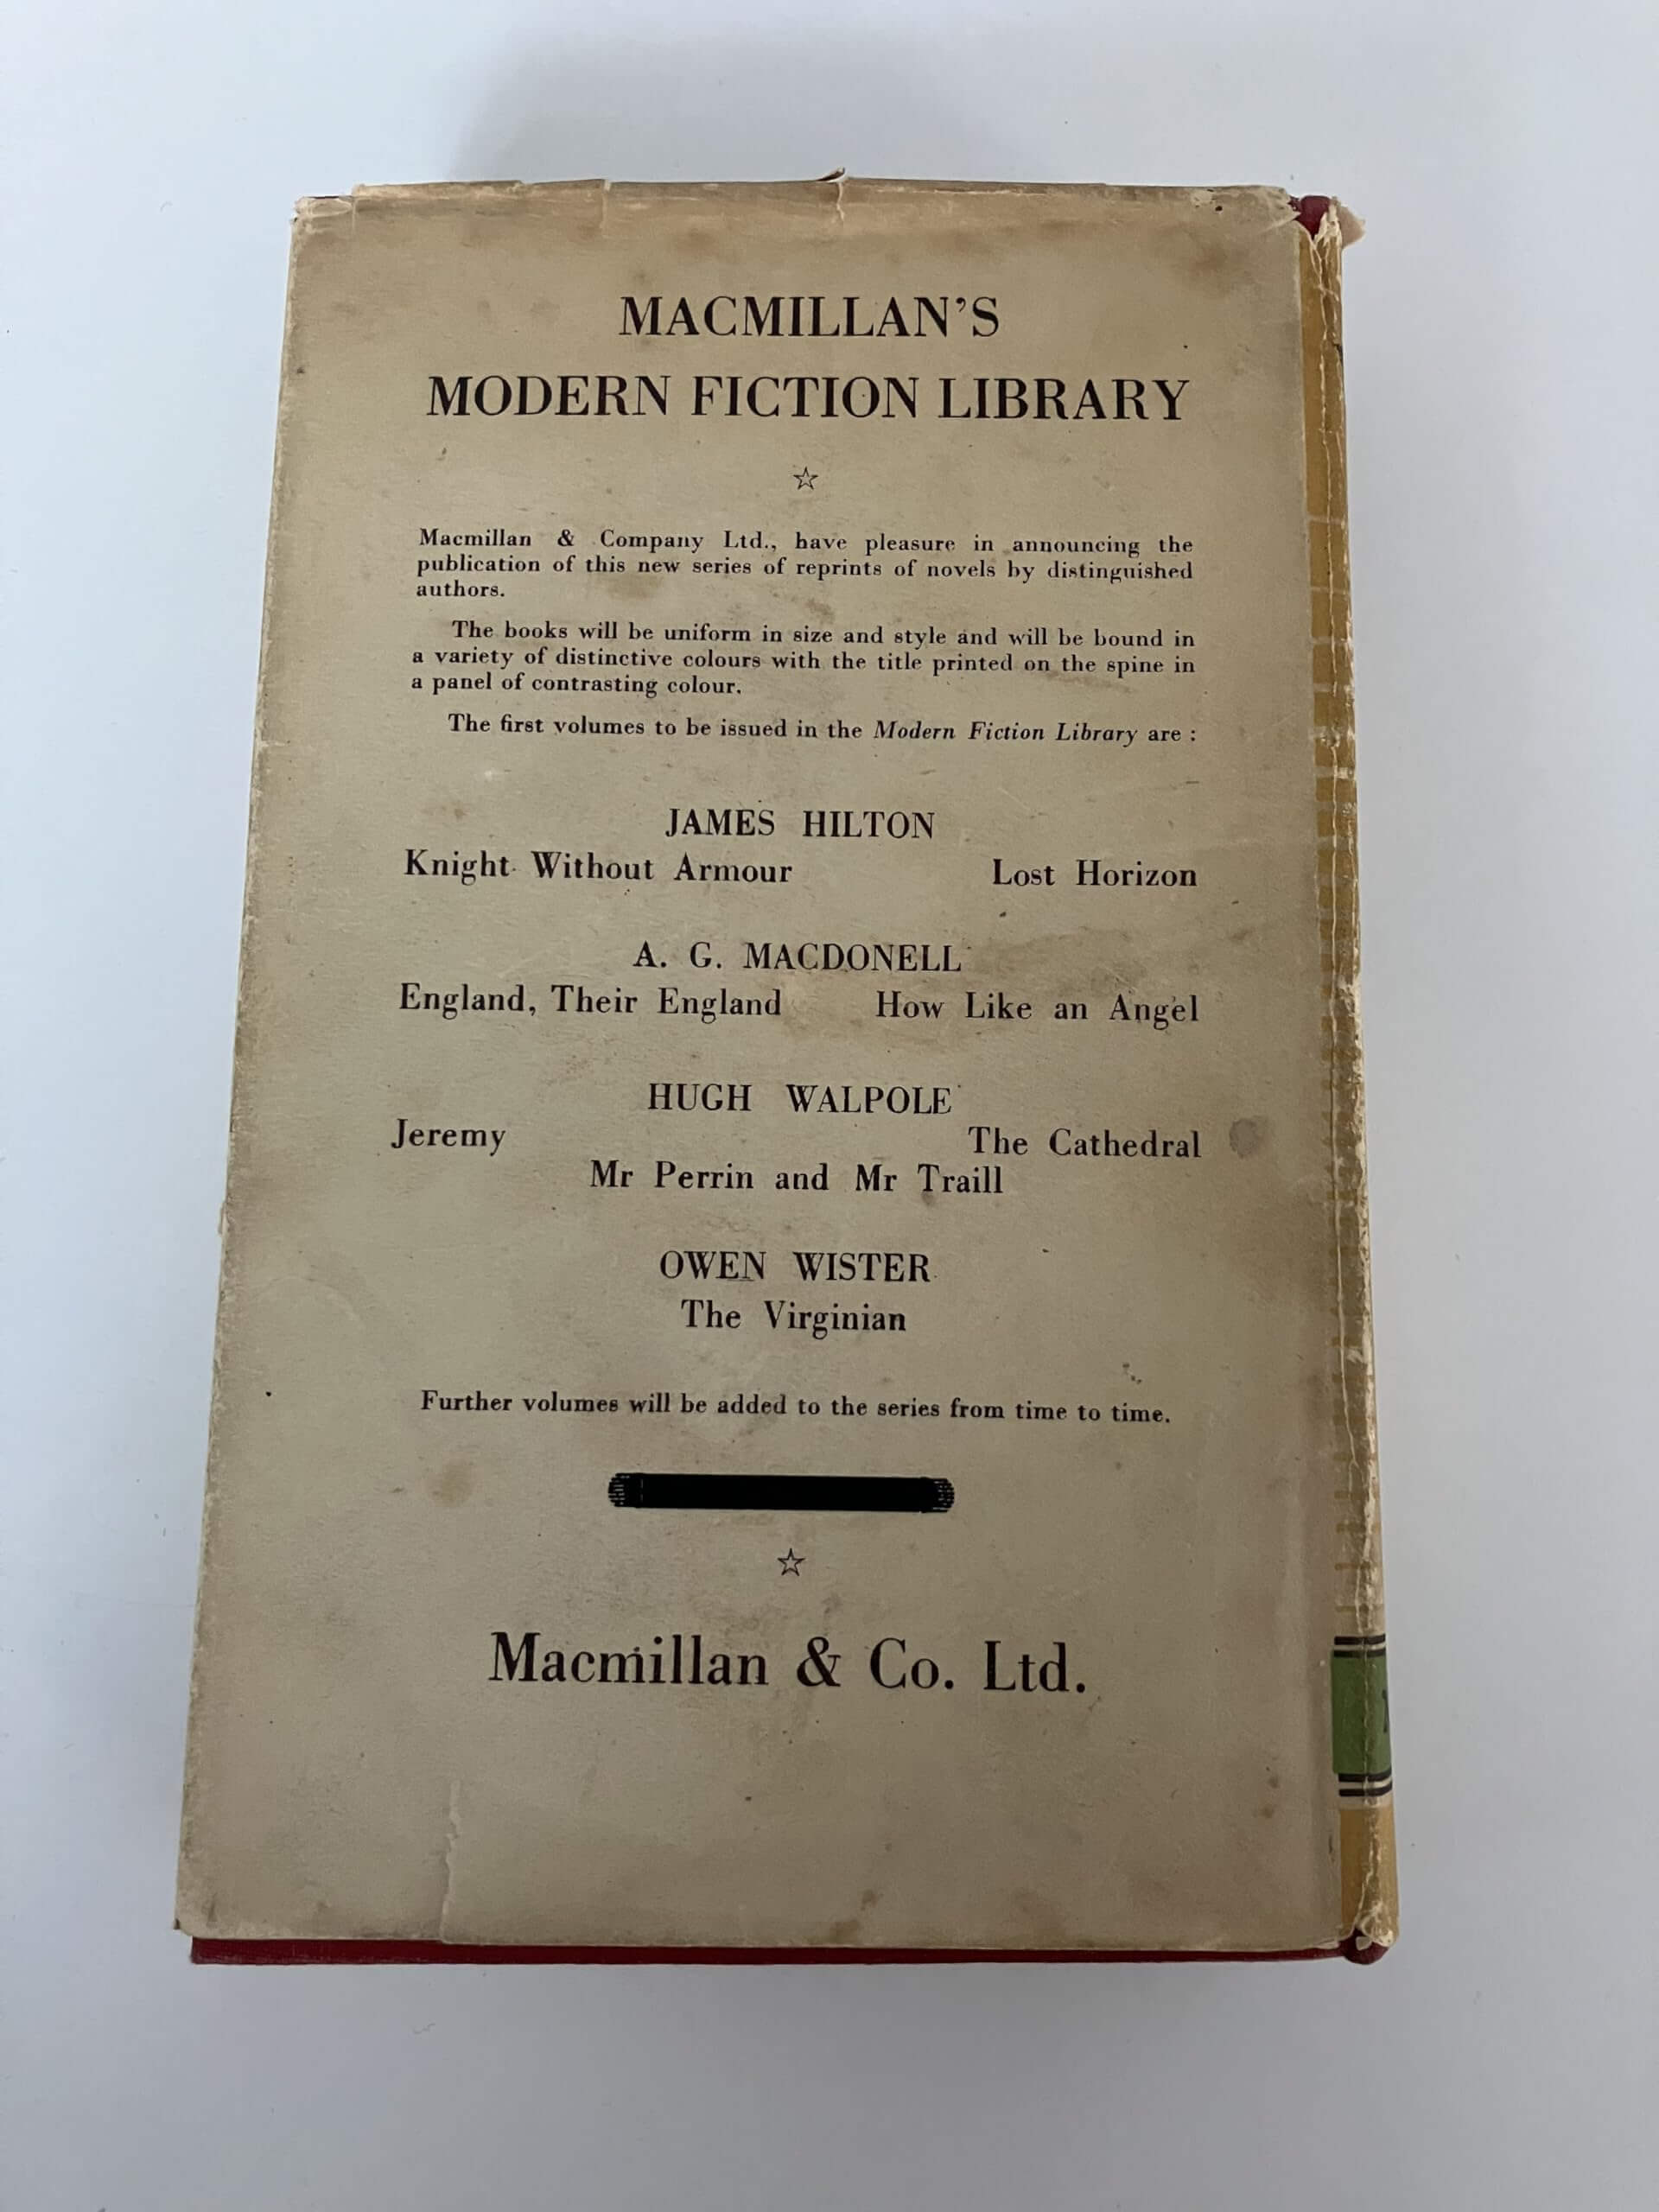 MACMILLAN'S
MODERN FICTION LIBRARY
Macmillan & Company Ltd., have pleasure in announcing the
publication of this new series of reprints of novels by distinguished
authors.
The books will be uniform in size and style and will be bound in
a variety of distinctive colours with the title printed on the spine in
a panel of contrasting colour.
The first volumes to be issued in the Modern Fiction Library are :
JAMES HILTON
Knight Without Armour Lost Horizon
A. G. MACDONELL
England, Their England How Like an Angel
HUGH WALPOLE
Jeremy The Cathedral
Mr Perrin and Mr Traill
OWEN WISTER
The Virginian
Further volumes will be added to the series from time to time.
Macmillan & Co. Ltd.